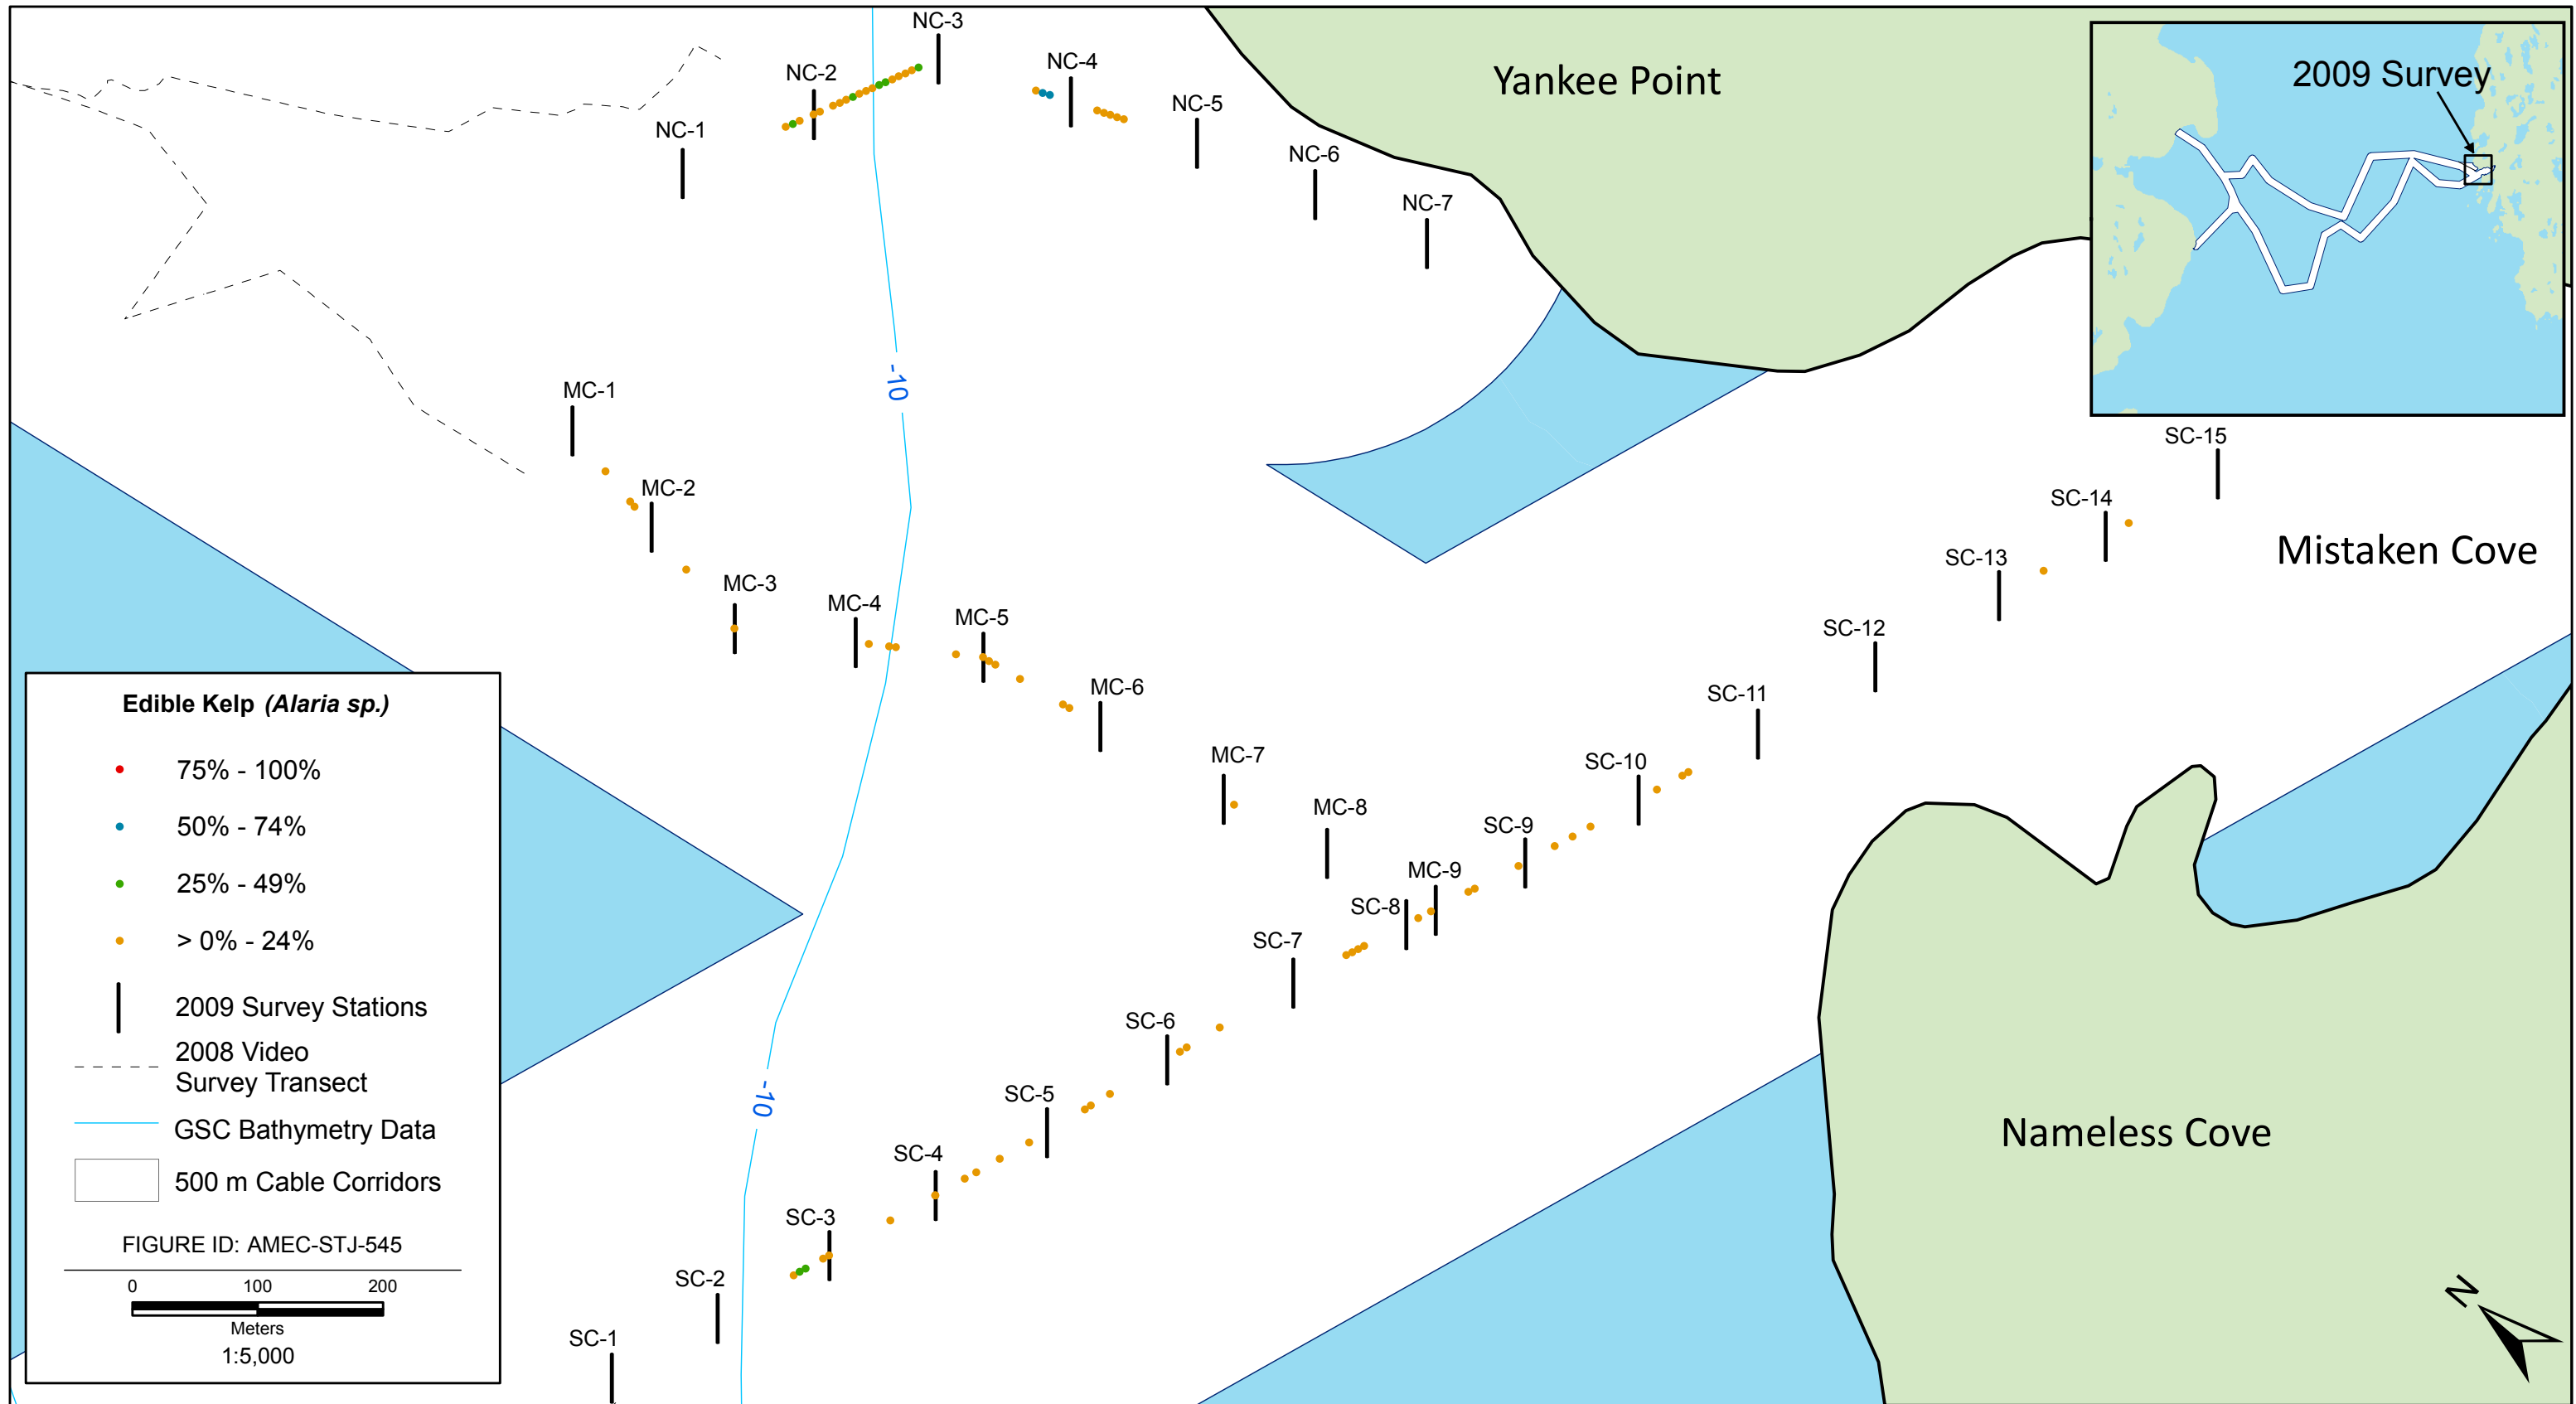 NC-3
2009 Survey
NC-4
NC-2
Yankee Point
NC-5
NC-1
NC-6
NC-7
-10
MC-1
SC-15
MC-2
SC-14
Mistaken Cove
SC-13
MC-3
MC-4
MC-5
SC-12
MC-6
SC-11
MC-7
SC-10
MC-8
SC-9
MC-9
SC-8
SC-7
SC-6
SC-5
-10
Nameless Cove
SC-4
SC-3
SC-2
SC-1
Edible Kelp (Alaria sp.)
75% - 100%
50% - 74%
25% - 49%
> 0% - 24%
2009 Survey Stations
2008 Video
Survey Transect
GSC Bathymetry Data
500 m Cable Corridors
FIGURE ID: AMEC-STJ-545
0 100 200
Meters
1:5,000
N